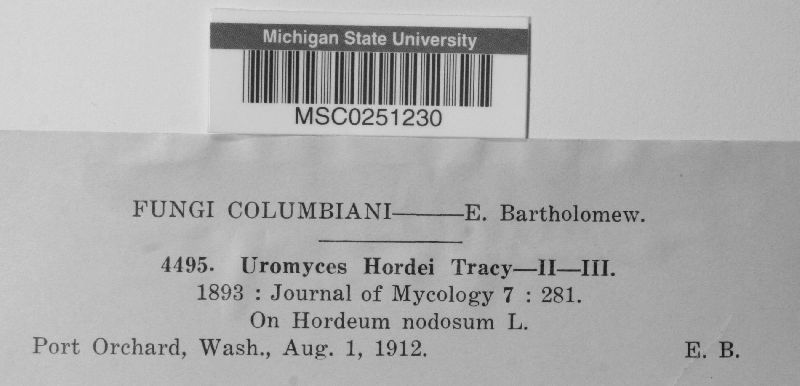 Michigan State University
MSC0251230
FUNGI COLUMBIANI———E. Bartholomew.
4495. Uromyces Hordei Tracy—II—III.
1893 : Journal of Mycology 7 : 281.
On Hordeum nodosum L.
Port Orchard, Wash., Aug. 1, 1912. E. B.